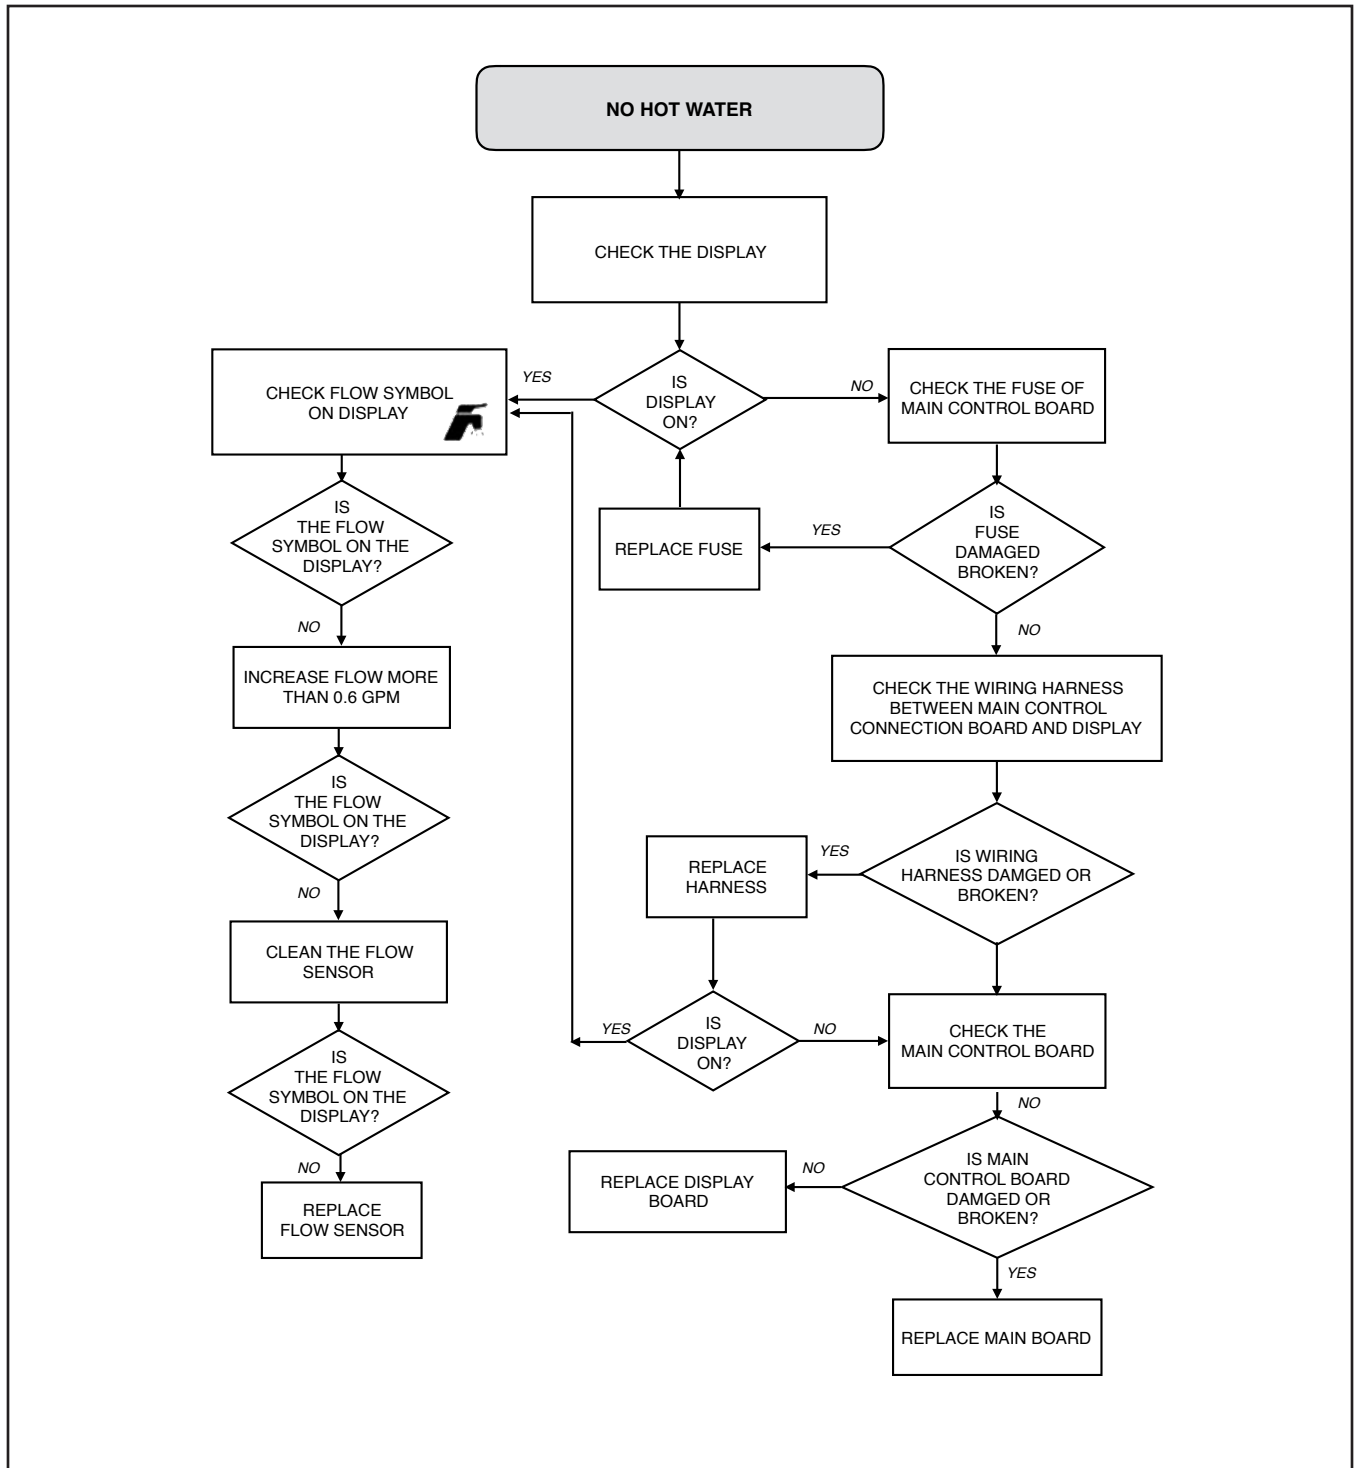 NO HOT WATER
CHECK THE DISPLAY
IS
DISPLAY
ON?
YES
NO
CHECK FLOW SYMBOL
ON DISPLAY
CHECK THE FUSE OF
MAIN CONTROL BOARD
IS
THE FLOW
SYMBOL ON THE
DISPLAY?
REPLACE FUSE
YES
IS
FUSE
DAMAGED
BROKEN?
NO
NO
INCREASE FLOW MORE
THAN 0.6 GPM
CHECK THE WIRING HARNESS
BETWEEN MAIN CONTROL
CONNECTION BOARD AND DISPLAY
IS
THE FLOW
SYMBOL ON THE
DISPLAY?
REPLACE
HARNESS
YES
IS WIRING
HARNESS DAMGED OR
BROKEN?
NO
CLEAN THE FLOW
SENSOR
YES
IS
DISPLAY
ON?
NO
CHECK THE
MAIN CONTROL BOARD
IS
THE FLOW
SYMBOL ON THE
DISPLAY?
NO
NO
REPLACE DISPLAY
BOARD
NO
IS MAIN
CONTROL BOARD
DAMGED OR
BROKEN?
REPLACE
FLOW SENSOR
YES
REPLACE MAIN BOARD